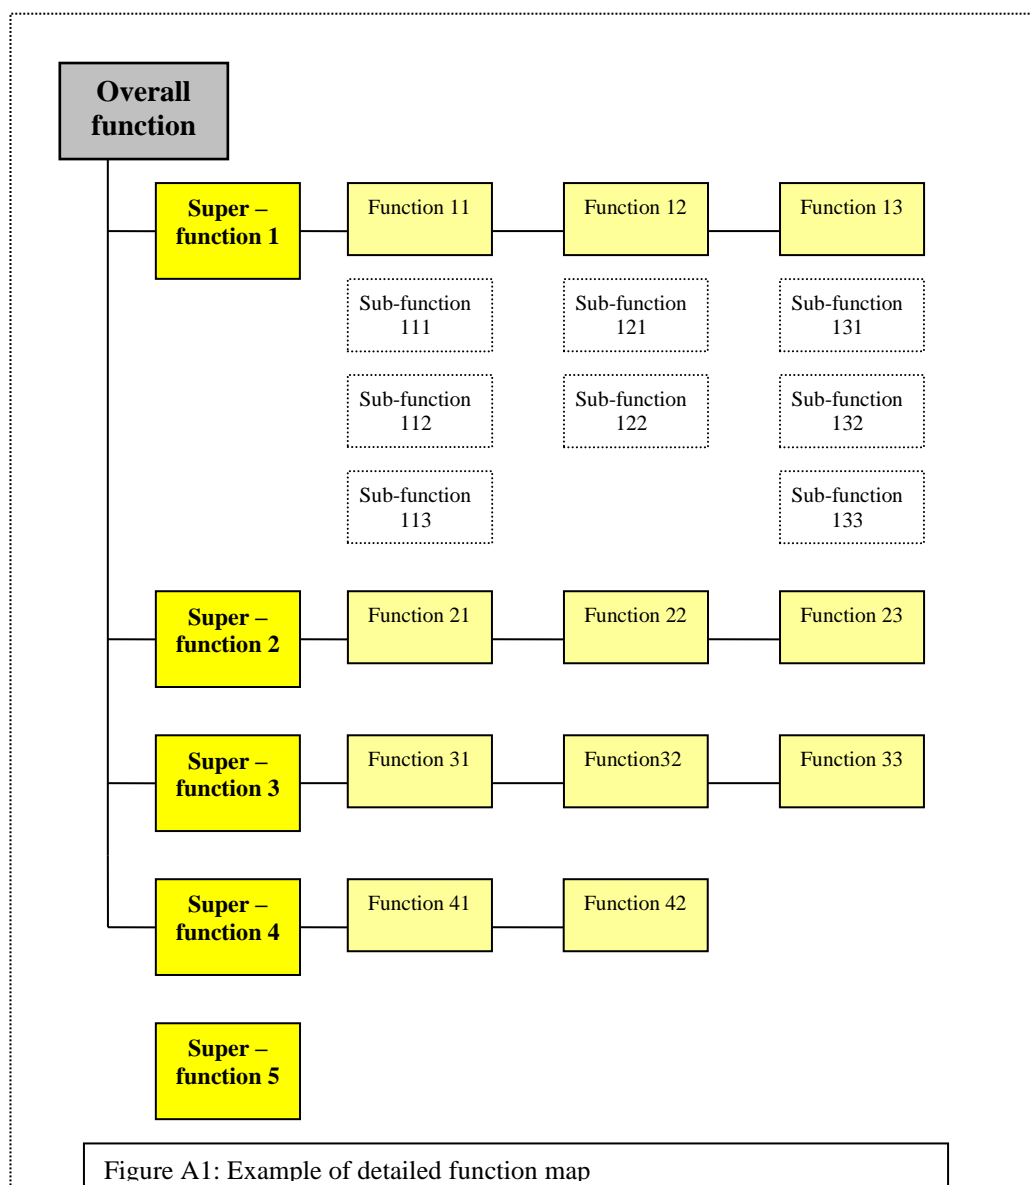 Overall
function
Super –
function 1
Function 11
Function 12
Function 13
Sub-function
111
Sub-function
121
Sub-function
131
Sub-function
112
Sub-function
122
Sub-function
132
Sub-function
113
Sub-function
133
Super –
function 2
Function 21
Function 22
Function 23
Super –
function 3
Function 31
Function32
Function 33
Super –
function 4
Function 41
Function 42
Super –
function 5
Figure A1: Example of detailed function map